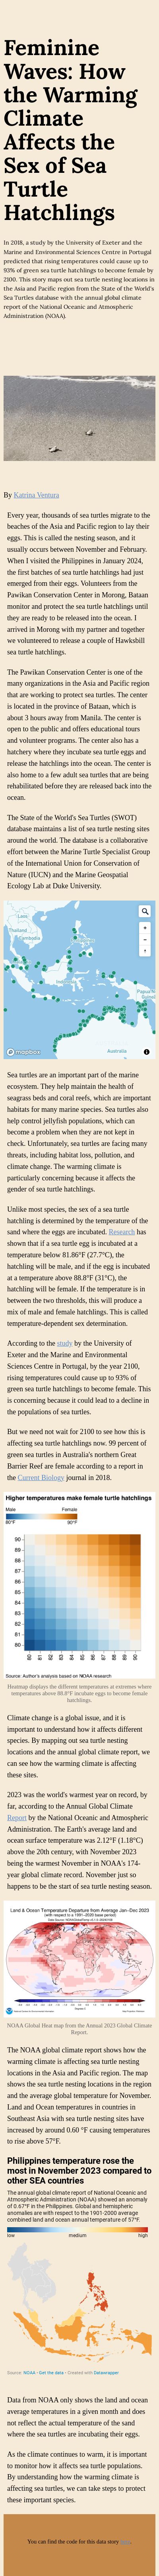 Feminine
Waves: How
the Warming
Climate
Affects the
Sex of Sea
Turtle
Hatchlings
In 2018, a study by the University of Exeter and the
Marine and Environmental Sciences Center in Portugal
predicted that rising temperatures could cause up to
93% of green sea turtle hatchlings to become female by
2100. This story maps out sea turtle nesting locations in
the Asia and Pacific region from the State of the World's
Sea Turtles database with the annual global climate
report of the National Oceanic and Atmospheric
Administration (NOAA).
By Katrina Ventura
Every year, thousands of sea turtles migrate to the
beaches of the Asia and Pacific region to lay their
eggs. This is called the nesting season, and it
usually occurs between November and February.
When I visited the Philippines in January 2024,
the first batches of sea turtle hatchlings had just
emerged from their eggs. Volunteers from the
Pawikan Conservation Center in Morong, Bataan
monitor and protect the sea turtle hatchlings until
they are ready to be released into the ocean. I
arrived in Morong with my partner and together
we volunteered to release a couple of Hawksbill
sea turtle hatchlings.
The Pawikan Conservation Center is one of the
many organizations in the Asia and Pacific region
that are working to protect sea turtles. The center
is located in the province of Bataan, which is
about 3 hours away from Manila. The center is
open to the public and offers educational tours
and volunteer programs. The center also has a
hatchery where they incubate sea turtle eggs and
release the hatchlings into the ocean. The center is
also home to a few adult sea turtles that are being
rehabilitated before they are released back into
the ocean.
The State of the World's Sea Turtles (SWOT)
database maintains a list of sea turtle nesting sites
around the world. The database is a collaborative
effort between the Marine Turtle Specialist Group
of the International Union for Conservation of
Nature (IUCN) and the Marine Geospatial
Ecology Lab at Duke University.
Laos
Thailand
Cambodia
Australia
mapbox
Sea turtles are an important part of the marine
ecosystem. They help maintain the health of
seagrass beds and coral reefs, which are important
habitats for many marine species. Sea turtles also
help control jellyfish populations, which can
become a problem when they are not kept in
check. Unfortunately, sea turtles are facing many
threats, including habitat loss, pollution, and
climate change. The warming climate is
particularly concerning because it affects the
gender of sea turtle hatchlings.
Unlike most species, the sex of a sea turtle
hatchling is determined by the temperature of the
sand where the eggs are incubated. Research has
shown that if a sea turtle egg is incubated at a
temperature below 81.86°F (27.7°C), the
hatchling will be male, and if the egg is incubated
at a temperature above 88.8°F (31°C), the
hatchling will be female. If the temperature is in
between the two thresholds, this will produce a
mix of male and female hatchlings. This is called
temperature-dependent sex determination.
According to the study by the University of
Exeter and the Marine and Environmental
Sciences Center in Portugal, by the year 2100,
rising temperatures could cause up to 93% of
green sea turtle hatchlings to become female. This
is concerning because it could lead to a decline in
the populations of sea turtles.
But we need not wait for 2100 to see how this is
affecting sea turtle hatchlings now. 99 percent of
green sea turtles in Australia's northern Great
Barrier Reef are female according to a report in
the Current Biology journal in 2018.
Higher temperatures make female turtle hatchlings
Male Female
80°F 90°F
90
89
88
87
86
85
84
83
82
81
80
80 81 82 83 84 85 86 87 88 89 90
Source: Author's analysis based on NOAA research
Heatmap displays the different temperatures at extremes where
temperatures above 88.8°F incubate eggs to become female
hatchlings.
Climate change is a global issue, and it is
important to understand how it affects different
species. By mapping out sea turtle nesting
locations and the annual global climate report, we
can see how the warming climate is affecting
these sites.
2023 was the world's warmest year on record, by
far, according to the Annual Global Climate
Report by the National Oceanic and Atmospheric
Administration. The Earth's average land and
ocean surface temperature was 2.12°F (1.18°C)
above the 20th century, with November 2023
being the warmest November in NOAA's 174-
year global climate record. November just so
happens to be the start of sea turtle nesting season.
Land & Ocean Temperature Departure from Average Jan–Dec 2023
(with respect to a 1991–2020 base period)
NOAA Global Heat map from the Annual 2023 Global Climate
Report.
The NOAA global climate report shows how the
warming climate is affecting sea turtle nesting
locations in the Asia and Pacific region. The map
shows the sea turtle nesting locations in the region
and the average global temperature for November.
Land and Ocean temperatures in countries in
Southeast Asia with sea turtle nesting sites have
increased by around 0.60 °F causing temperatures
to rise above 57°F.
Philippines temperature rose the
most in November 2023 compared to
other SEA countries
The annual global climate report of National Oceanic and
Atmospheric Administration (NOAA) showed an anomaly
of 0.67°F in the Philippines. Global and hemispheric
anomalies are with respect to the 1901-2000 average
combined land and ocean annual temperature of 57°F.
low medium high
Source: NOAA · Get the data · Created with Datawrapper
Data from NOAA only shows the land and ocean
average temperatures in a given month and does
not reflect the actual temperature of the sand
where the sea turtles are incubating their eggs.
As the climate continues to warm, it is important
to monitor how it affects sea turtle populations.
By understanding how the warming climate is
affecting sea turtles, we can take steps to protect
these important species.
You can find the code for this data story here.